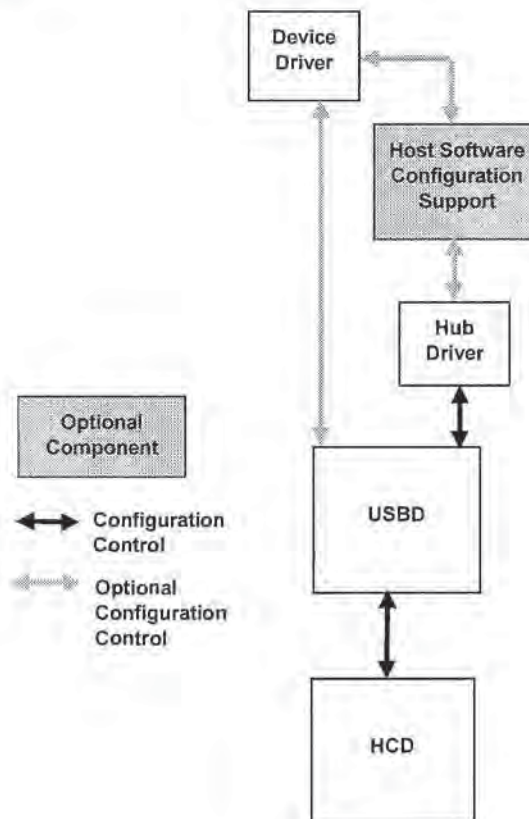 Device
Driver
Host Software
Configuration
Support
Hub
Driver
Optional
Component
USBD
Configuration
Control
Optional
Configuration
Control
HCD